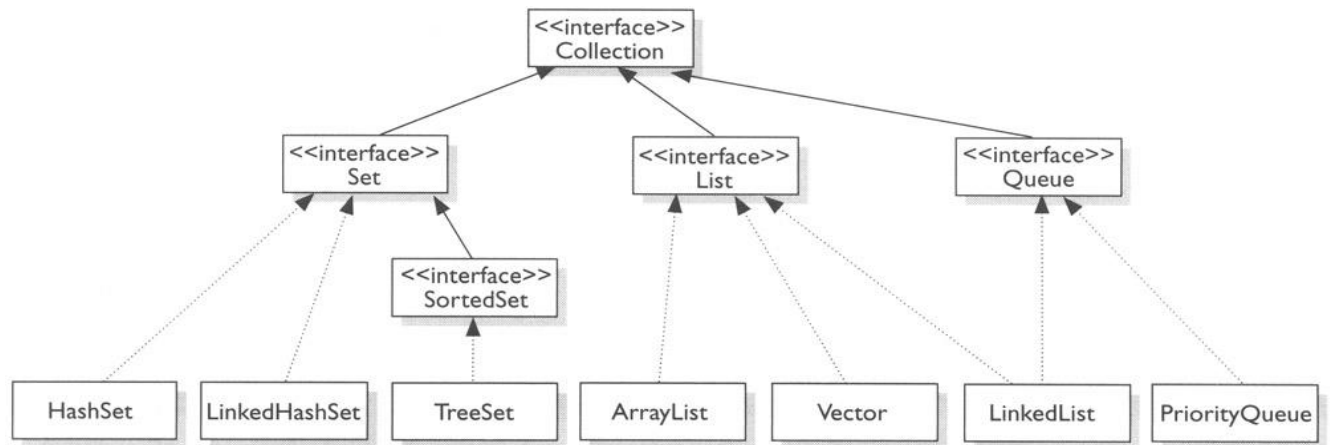 <<interface>>
Collection
<<interface>>
Set
<<interface>>
List
<<interface>>
Queue
<<interface>>
SortedSet
HashSet
LinkedHashSet
TreeSet
ArrayList
Vector
LinkedList
PriorityQueue